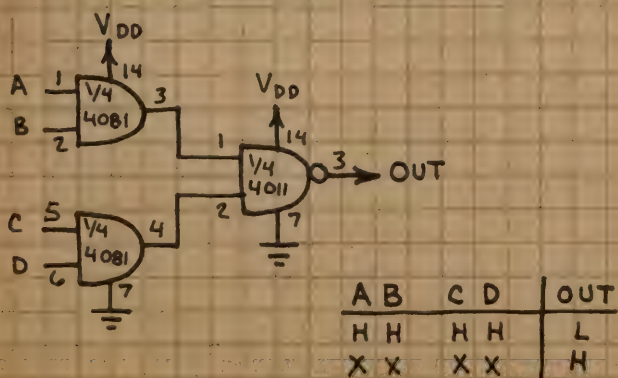 VDD
14
A 1 1/4 3
4081
B 2
VDD
14
1 1/4 3 OUT
4011
2
7
C 5 1/4 4
4081
D 6
7
A B C D OUT
H H H H L
X X X X H